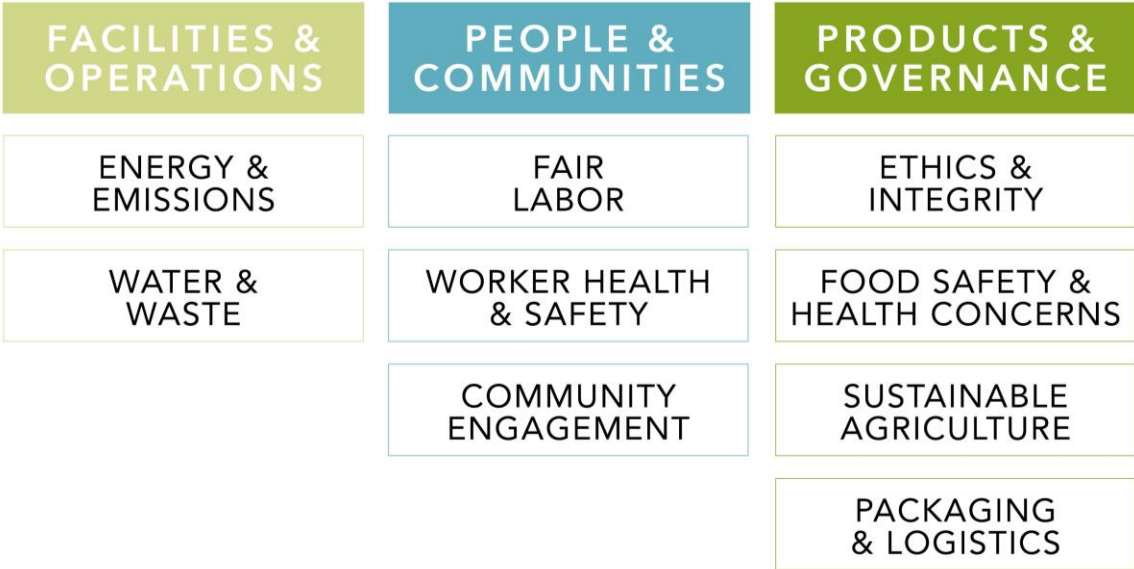 FACILITIES &
OPERATIONS
ENERGY &
EMISSIONS
WATER &
WASTE
PEOPLE &
COMMUNITIES
FAIR
LABOR
WORKER HEALTH
& SAFETY
COMMUNITY
ENGAGEMENT
PRODUCTS &
GOVERNANCE
ETHICS &
INTEGRITY
FOOD SAFETY &
HEALTH CONCERNS
SUSTAINABLE
AGRICULTURE
PACKAGING
& LOGISTICS